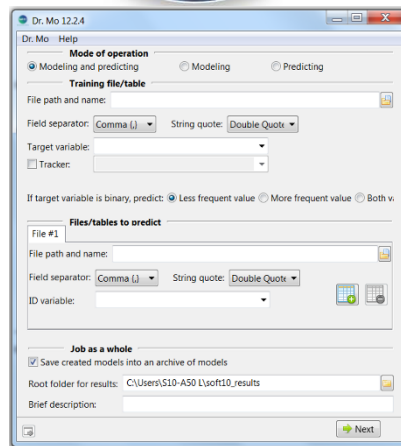 Dr. Mo 12.2.4
Dr. Mo Help
Mode of operation
Modeling and predicting Modeling Predicting
Training file/table
File path and name:
Field separator: Comma (,) String quote: Double Quote
Target variable:
Tracker:
If target variable is binary, predict: Less frequent value More frequent value Both
Files/tables to predict
File #1
File path and name:
Field separator: Comma (,) String quote: Double Quote
ID variable:
Job as a whole
Save created models into an archive of models
Root folder for results: C:\Users\S10-A50 L\soft10_results
Brief description:
Next